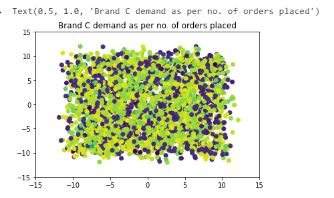 Text(0.5, 1.0, 'Brand C demand as per no. of orders placed')
Brand C demand as per no. of orders placed
15
10
5
0
−5
−10
−15
−15 −10 −5 0 5 10 15